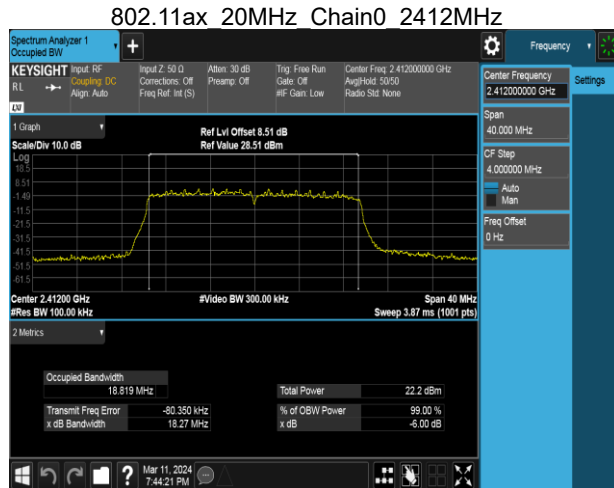 802.11ax_20MHz_Chain0_2412MHz
Spectrum Analyzer 1
Occupied BW
Frequency
KEYSIGHT
R L
Input: RF
Coupling: DC
Align: Auto
Input Z: 50 Ω
Corrections: Off
Freq Ref: Int (S)
Atten: 30 dB
Preamp: Off
Trig: Free Run
Gate: Off
#IF Gain: Low
Center Freq: 2.412000000 GHz
Avg|Hold: 50/50
Radio Std: None
Center Frequency
2.412000000 GHz
Settings
Span
40.000 MHz
CF Step
4.000000 MHz
Auto
Man
Freq Offset
0 Hz
1 Graph
Scale/Div 10.0 dB
Ref Lvl Offset 8.51 dB
Ref Value 28.51 dBm
Log
18.5
8.51
-1.49
-11.5
-21.5
-31.5
-41.5
-51.5
-61.5
Center 2.41200 GHz
#Res BW 100.00 kHz
#Video BW 300.00 kHz
Span 40 MHz
Sweep 3.87 ms (1001 pts)
2 Metrics
Occupied Bandwidth
18.819 MHz
Total Power 22.2 dBm
Transmit Freq Error -80.350 kHz
% of OBW Power 99.00 %
x dB Bandwidth 18.27 MHz
x dB -6.00 dB
?
Mar 11, 2024
7:44:21 PM